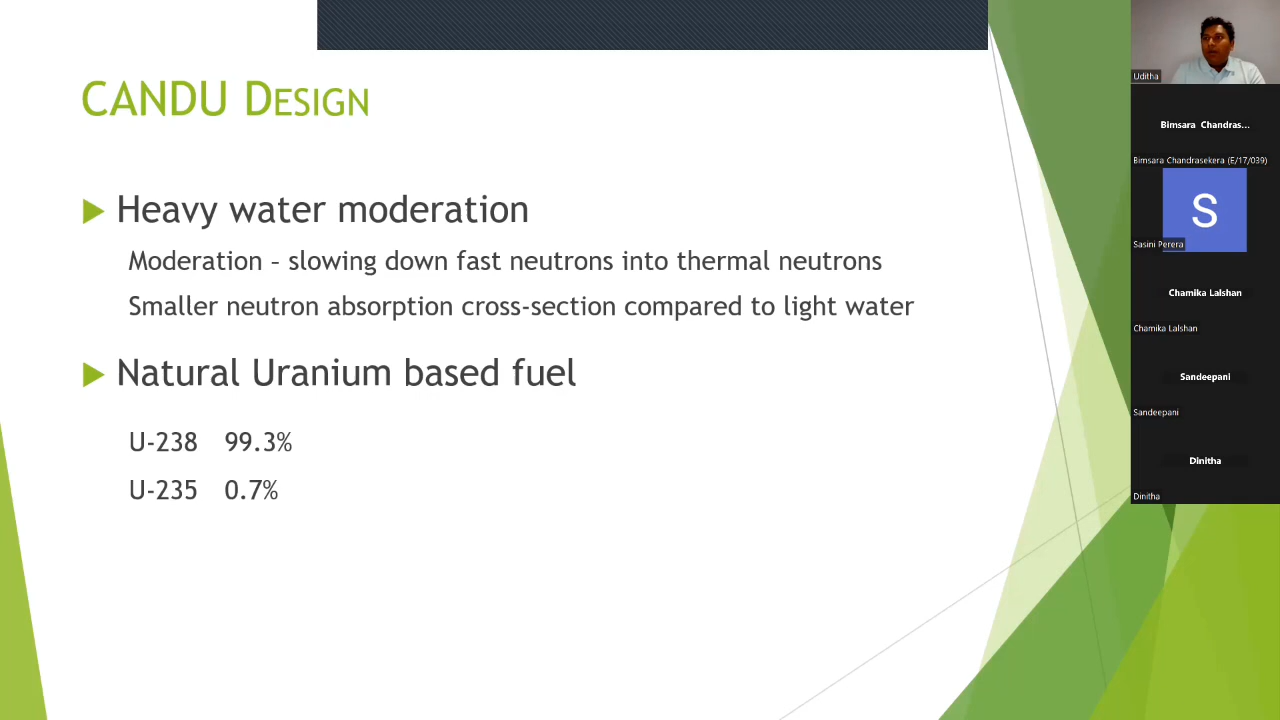 CANDU DESIGN
Heavy water moderation
Moderation – slowing down fast neutrons into thermal neutrons
Smaller neutron absorption cross-section compared to light water
Natural Uranium based fuel
U-238 99.3%
U-235 0.7%
Uditha
Bimsara Chandras...
Bimsara Chandrasekera (E/17/039)
S
Sasini Perera
Chamika Lalshan
Chamika Lalshan
Sandeepani
Sandeepani
Dinitha
Dinitha